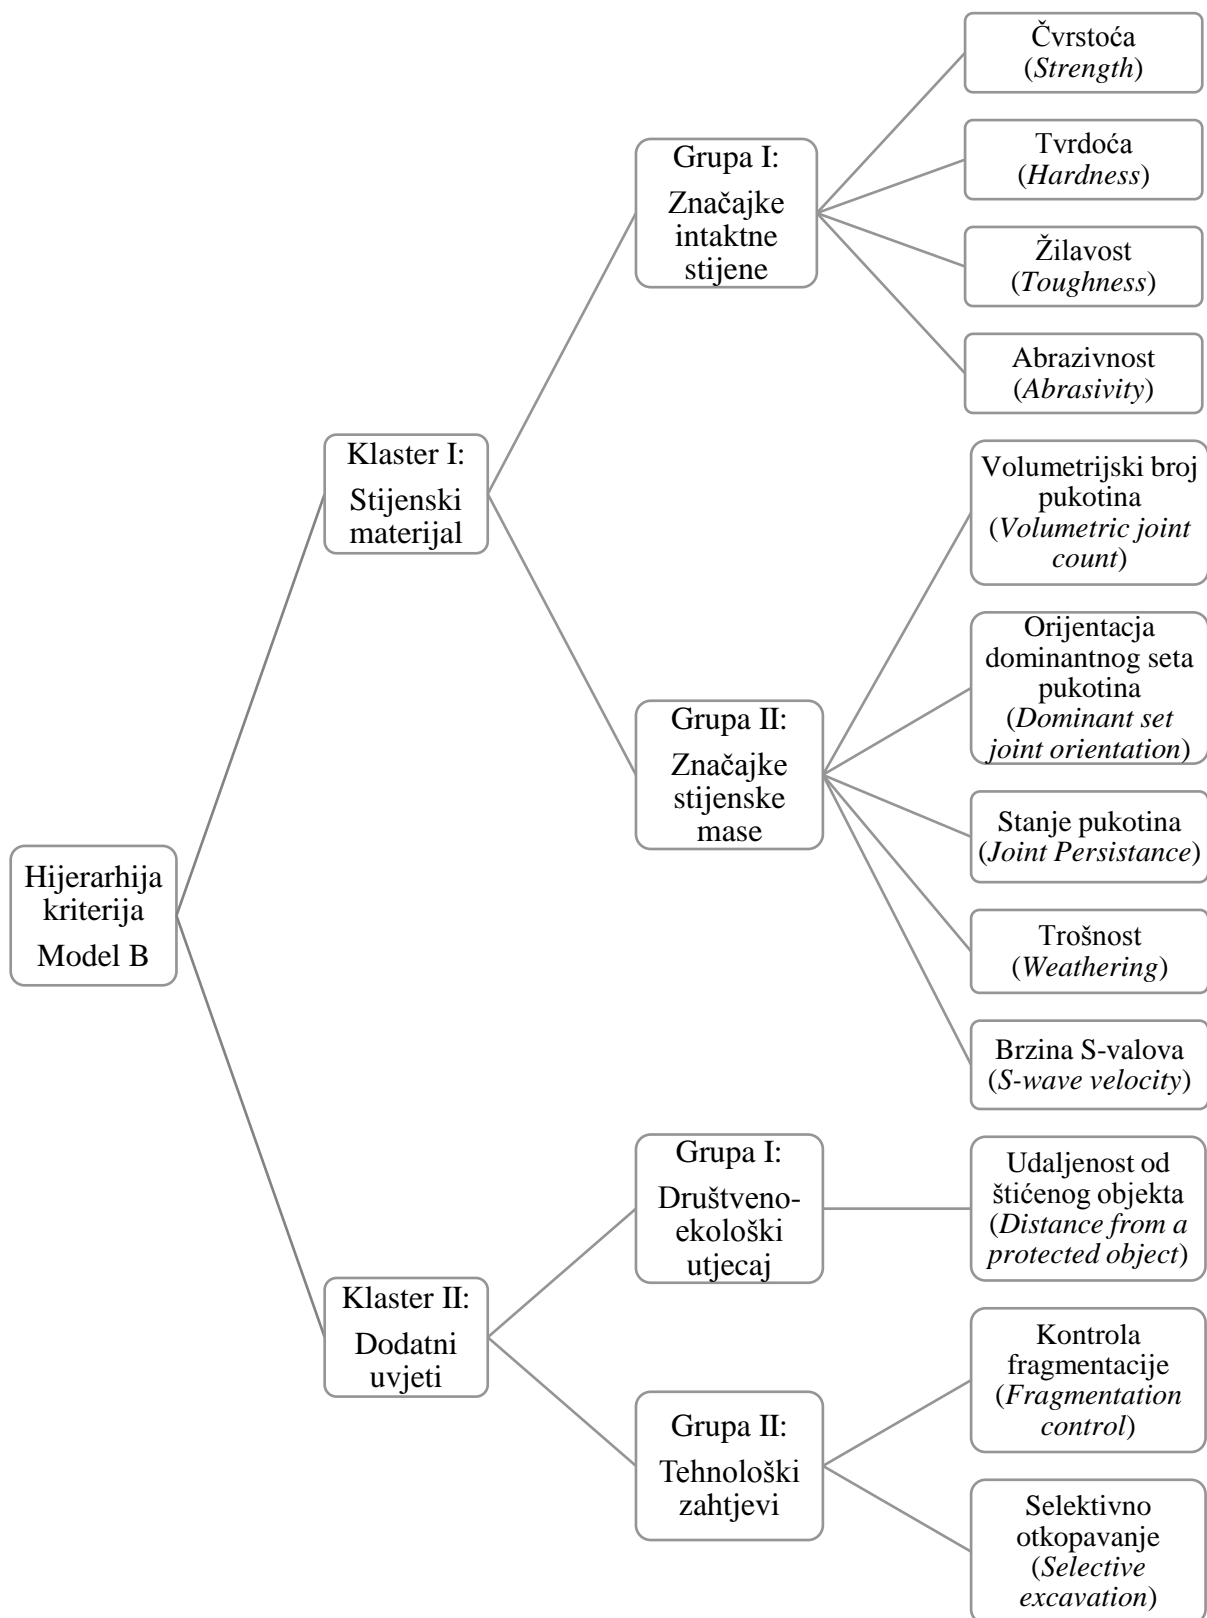 Hijerarhija
kriterija
Model B
Klaster I:
Stijenski
materijal
Grupa I:
Značajke
intaktne
stijene
Čvrstoća
(Strength)
Tvrdoća
(Hardness)
Žilavost
(Toughness)
Abrazivnost
(Abrasivity)
Grupa II:
Značajke
stijenske
mase
Volumetrijski broj
pukotina
(Volumetric joint
count)
Orijentacja
dominantnog seta
pukotina
(Dominant set
joint orientation)
Stanje pukotina
(Joint Persistance)
Trošnost
(Weathering)
Brzina S-valova
(S-wave velocity)
Klaster II:
Dodatni
uvjeti
Grupa I:
Društveno-
ekološki
utjecaj
Udaljenost od
štićenog objekta
(Distance from a
protected object)
Grupa II:
Tehnološki
zahtjevi
Kontrola
fragmentacije
(Fragmentation
control)
Selektivno
otkopavanje
(Selective
excavation)